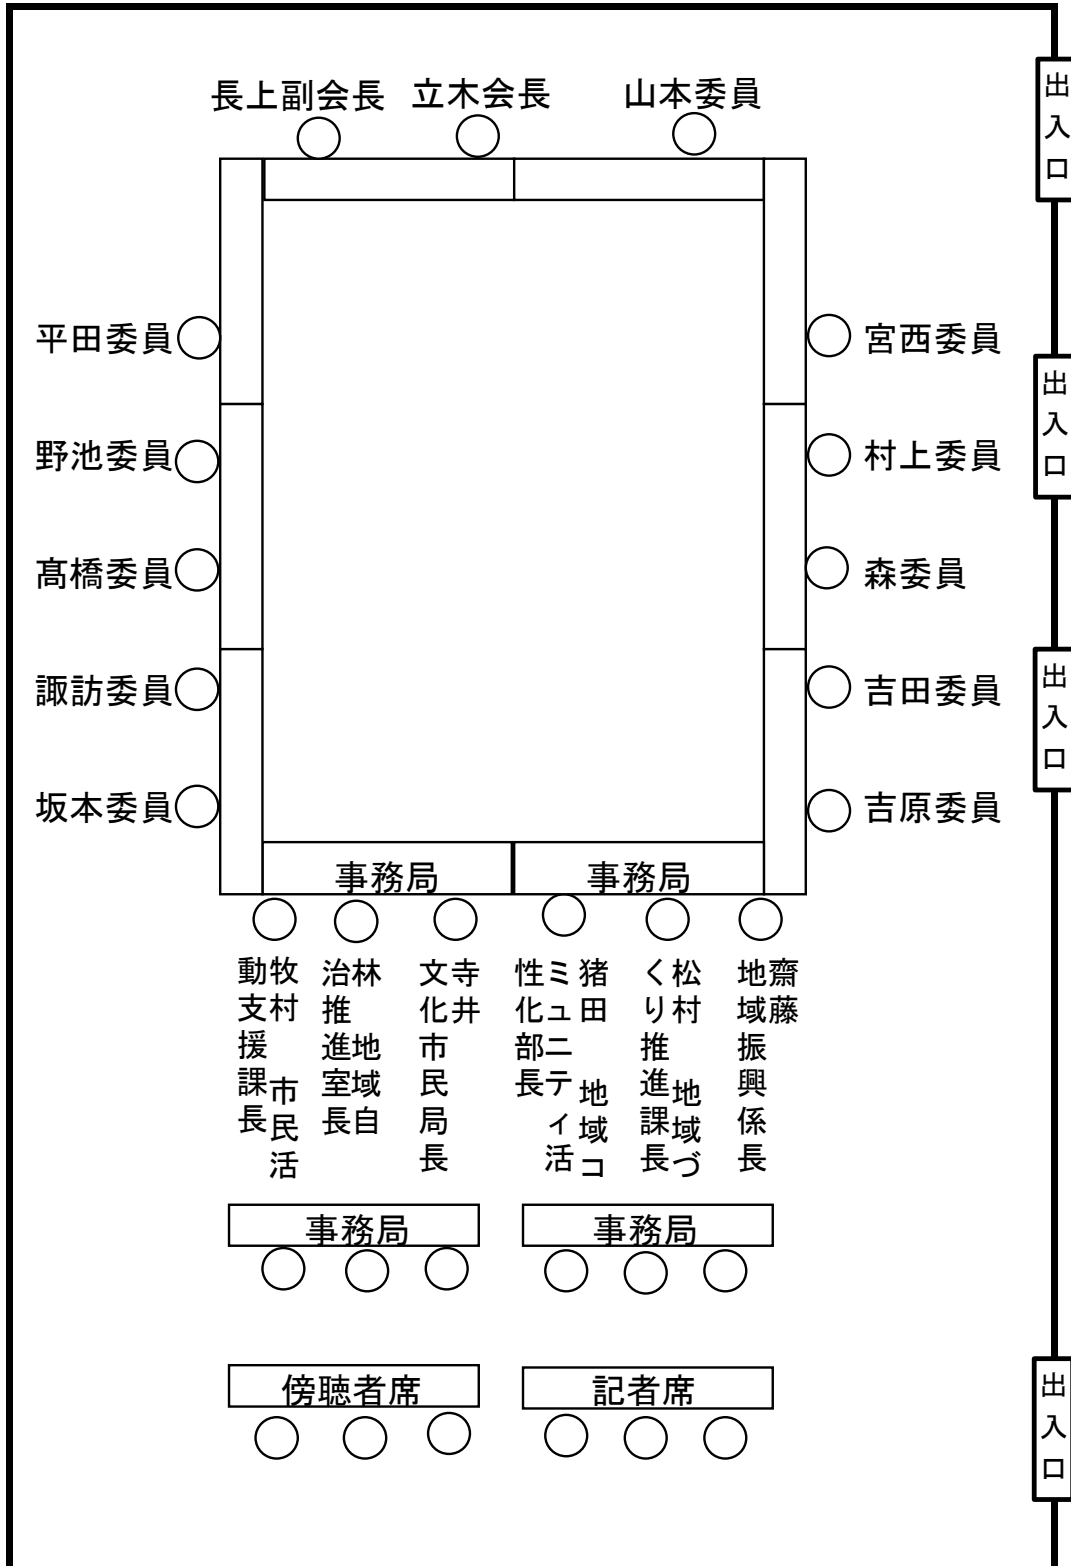 長上副会長
立木会長
山本委員
出入口
平田委員
宮西委員
出入口
野池委員
村上委員
髙橋委員
森委員
諏訪委員
吉田委員
出入口
坂本委員
吉原委員
事務局
事務局
牧村 市民活
動支援課長
林 地域自
治推進室長
寺井
文化市民局長
猪田 地域コ
ミュニティ活
性化部長
松村 地域づ
くり推進課長
齋藤
地域振興係長
事務局
事務局
傍聴者席
記者席
出入口